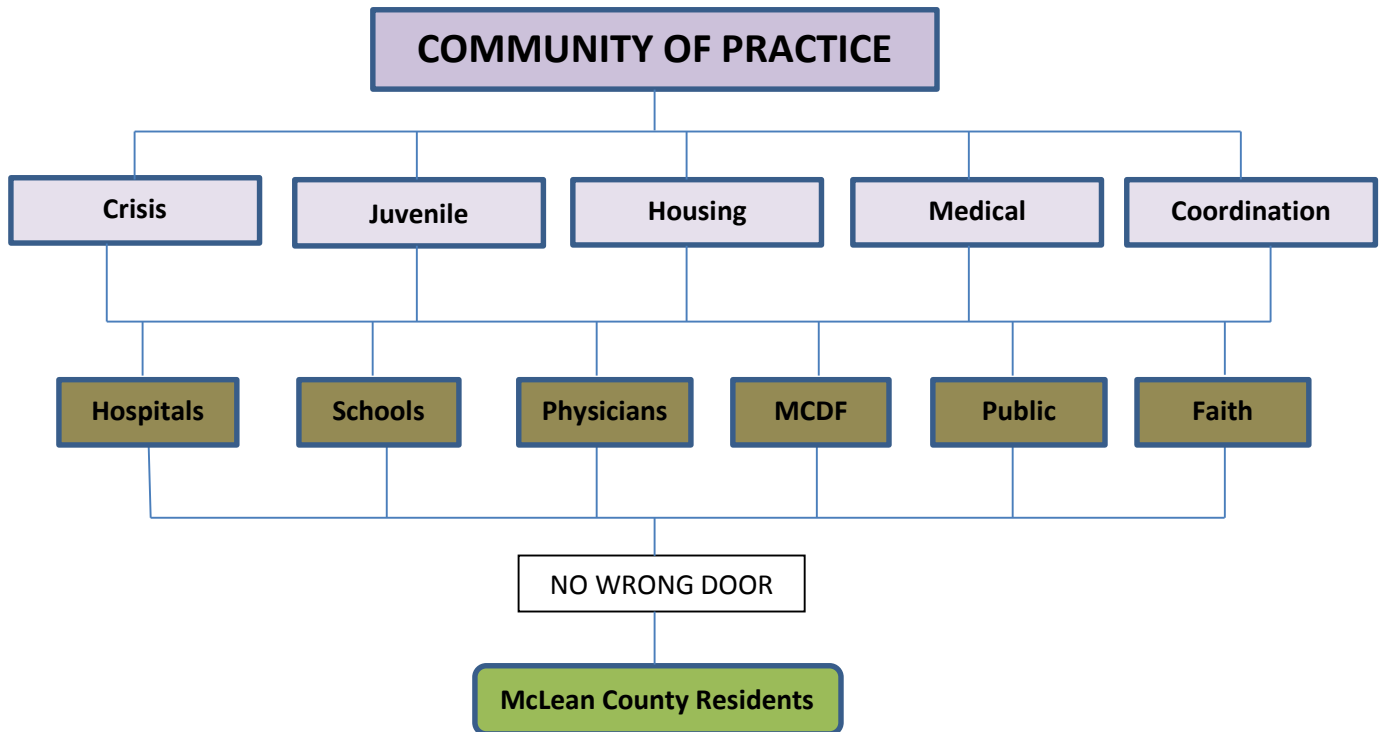 COMMUNITY OF PRACTICE
Crisis
Juvenile
Housing
Medical
Coordination
Hospitals
Schools
Physicians
MCDF
Public
Faith
NO WRONG DOOR
McLean County Residents